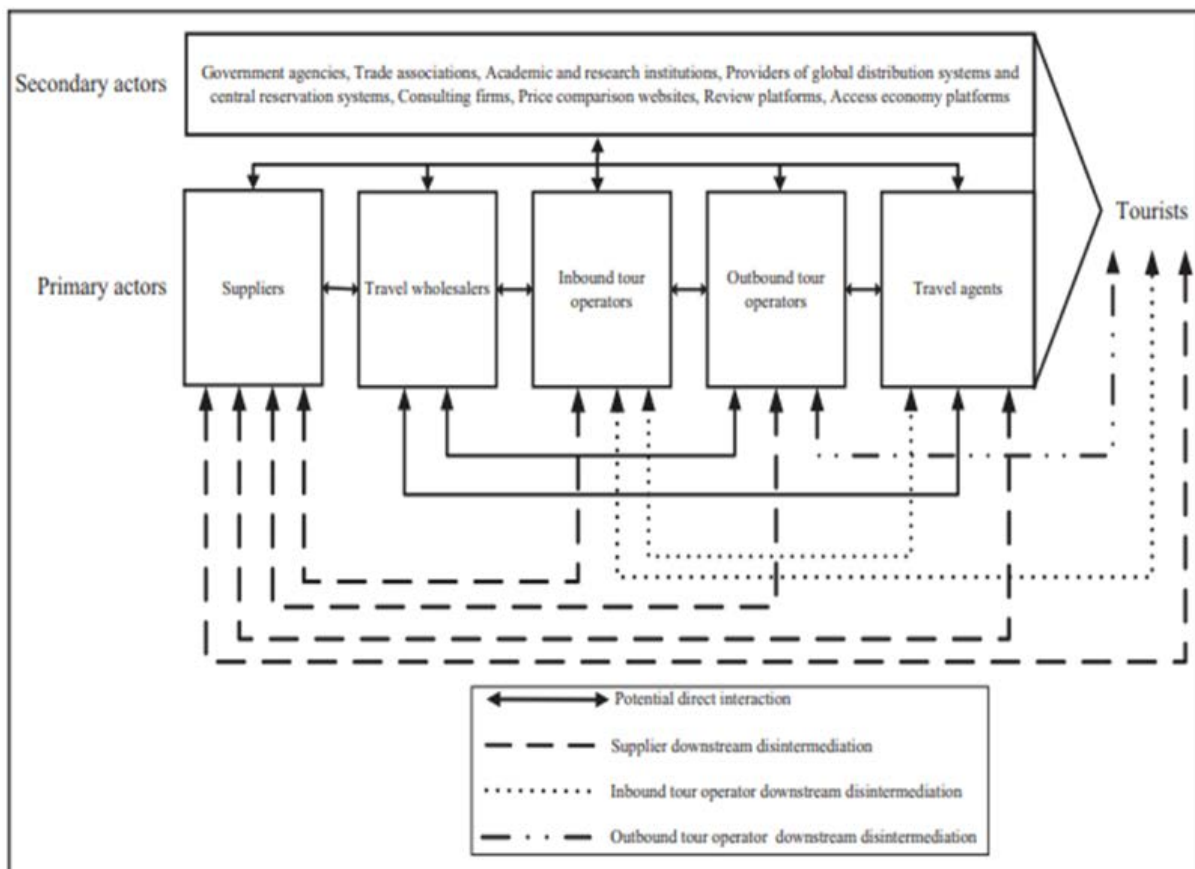 Secondary actors
Government agencies, Trade associations, Academic and research institutions, Providers of global distribution systems and
central reservation systems, Consulting firms, Price comparison websites, Review platforms, Access economy platforms
Primary actors
Suppliers
Travel wholesalers
Inbound tour
operators
Outbound tour
operators
Travel agents
Tourists
Potential direct interaction
Supplier downstream disintermediation
Inbound tour operator downstream disintermediation
Outbound tour operator downstream disintermediation